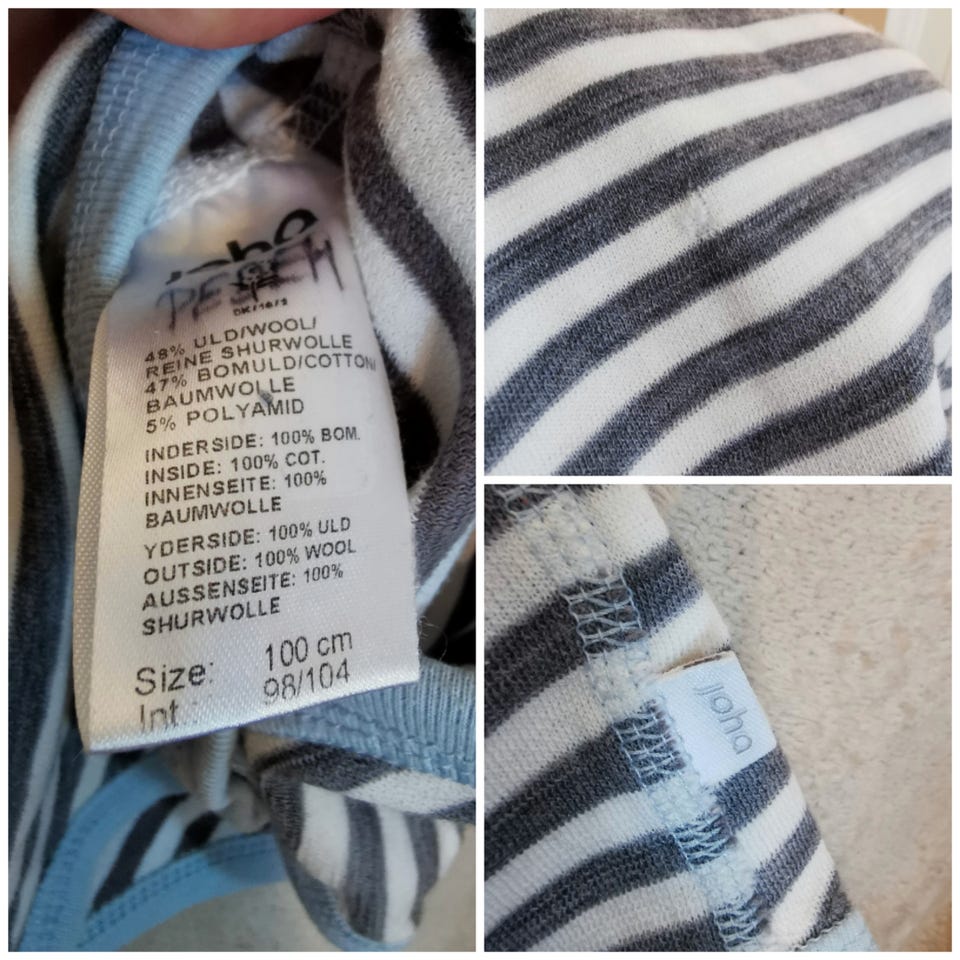 joha
DK/16/2
48% ULD/WOOL/
REINE SHURWOLLE
47% BOMULD/COTTON/
BAUMWOLLE
5% POLYAMID
INDERSIDE: 100% BOM.
INSIDE: 100% COT.
INNENSEITE: 100%
BAUMWOLLE
YDERSIDE: 100% ULD
OUTSIDE: 100% WOOL
AUSSENSEITE: 100%
SHURWOLLE
Size: 100 cm
Int.: 98/104
joha